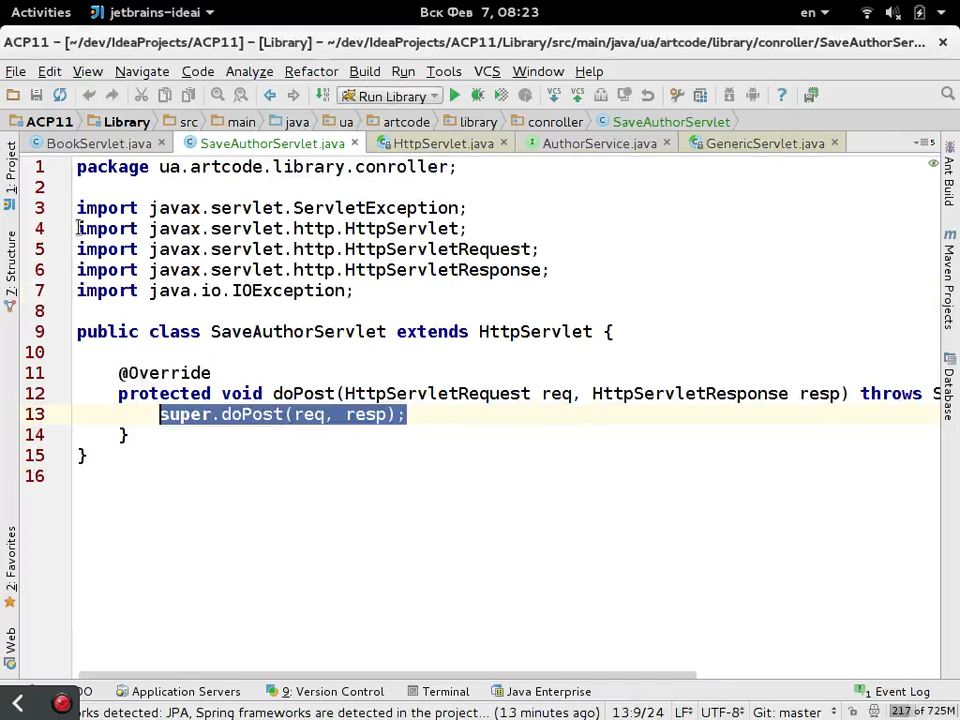 Activities jetbrains-ideai Вск Фев 7, 08:23 en
ACP11 – [~/dev/IdeaProjects/ACP11] – [Library] – ~/dev/IdeaProjects/ACP11/Library/src/main/java/ua/artcode/library/conroller/SaveAuthorSer...
File Edit View Navigate Code Analyze Refactor Build Run Tools VCS Window Help
Run Library VCS VCS
ACP11 Library src main java ua artcode library conroller SaveAuthorServlet
BookServlet.java SaveAuthorServlet.java HttpServlet.java AuthorService.java GenericServlet.java 5
1 package ua.artcode.library.conroller;
2
3 import javax.servlet.ServletException;
4 import javax.servlet.http.HttpServlet;
5 import javax.servlet.http.HttpServletRequest;
6 import javax.servlet.http.HttpServletResponse;
7 import java.io.IOException;
8
9 public class SaveAuthorServlet extends HttpServlet {
10
11 @Override
12 protected void doPost(HttpServletRequest req, HttpServletResponse resp) throws S
13 super.doPost(req, resp);
14 }
15 }
16
1: Project
7: Structure
2: Favorites
Web
Ant Build
Maven Projects
Database
DO Application Servers 9: Version Control Terminal Java Enterprise 1 Event Log
rks detected: JPA, Spring frameworks are detected in the project... (13 minutes ago) 13:9/24 LF UTF-8 Git: master 217 of 725M